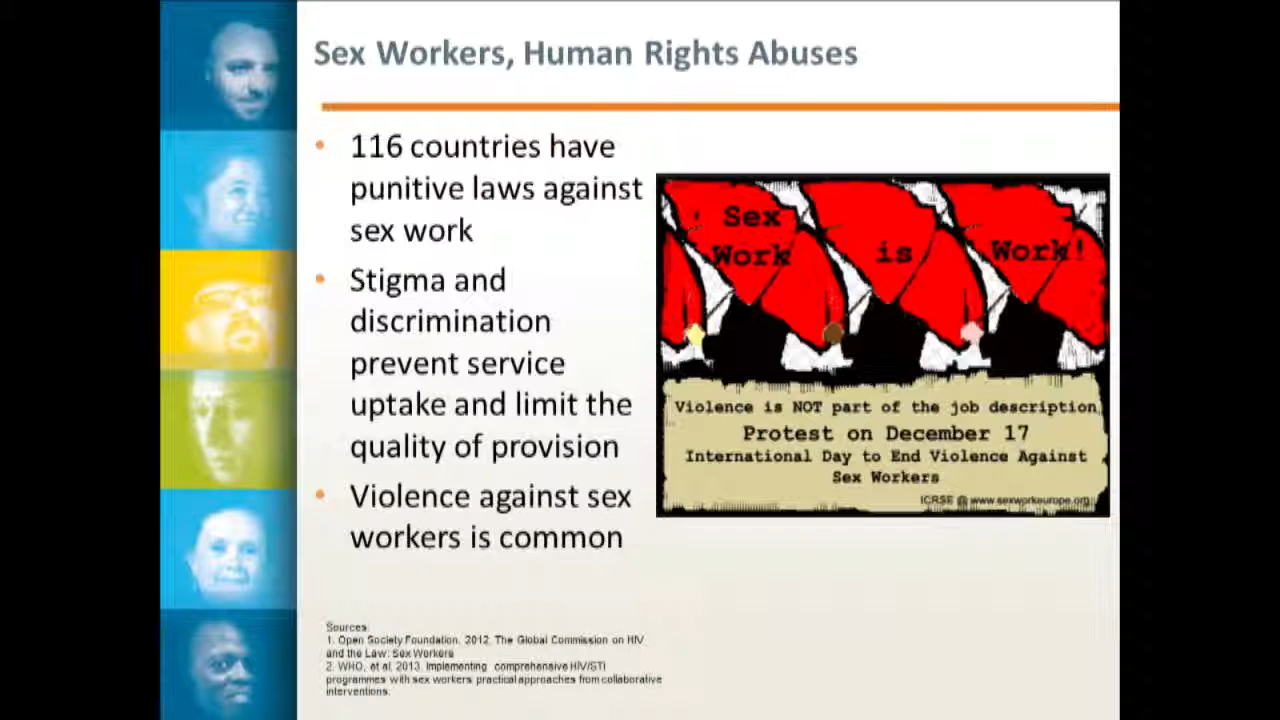 Sex Workers, Human Rights Abuses
• 116 countries have
punitive laws against
sex work
• Stigma and
discrimination
prevent service
uptake and limit the
quality of provision
• Violence against sex
workers is common
Sex
Work
is
Work!
Violence is NOT part of the job description
Protest on December 17
International Day to End Violence Against
Sex Workers
ICRSE @ www.sexworkeurope.org
Sources:
1. Open Society Foundation. 2012. The Global Commission on HIV
and the Law: Sex Workers
2. WHO, et al. 2013. Implementing comprehensive HIV/STI
programmes with sex workers: practical approaches from collaborative
interventions.